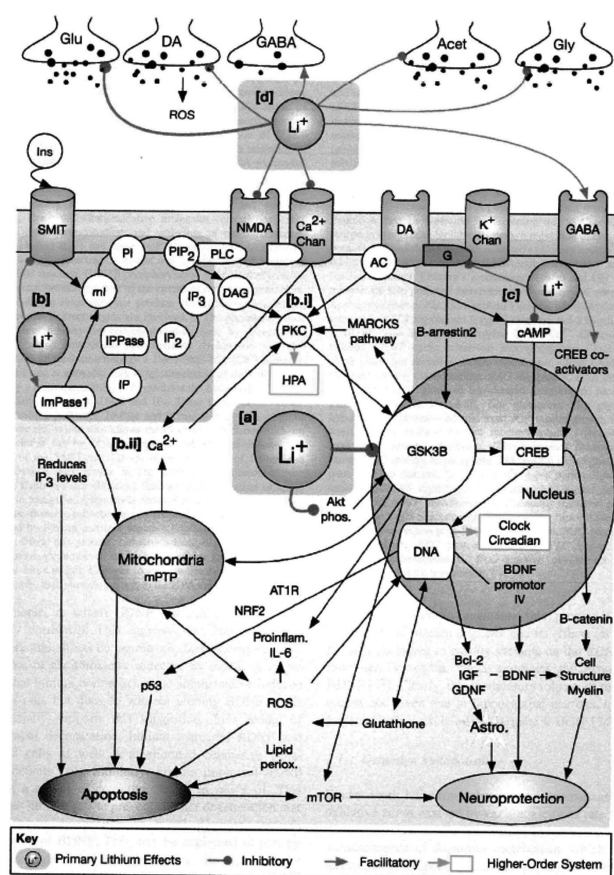 Glu
DA
GABA
Acet
Gly
ROS
[d]
Li+
Ins
SMIT
NMDA
Ca2+
Chan
DA
K+
Chan
GABA
PI
PIP2
PLC
G
AC
mI
IP3
DAG
[b.i]
[c]
Li+
[b]
Li+
IPPase
IP2
PKC
MARCKS
pathway
B-arrestin2
cAMP
CREB co-
activators
IP
HPA
ImPase1
[a]
[b.ii] Ca2+
Li+
GSK3B
CREB
Reduces
IP3 levels
Akt
phos.
Nucleus
Clock
Circadian
Mitochondria
mPTP
DNA
AT1R
BDNF
promotor
IV
NRF2
Proinflam.
IL-6
B-catenin
p53
ROS
Bcl-2
IGF
GDNF
BDNF
Cell
Structure
Myelin
Glutathione
Astro.
Lipid
periox.
Apoptosis
mTOR
Neuroprotection
Key
Li+ Primary Lithium Effects
Inhibitory
Facilitatory
Higher-Order System